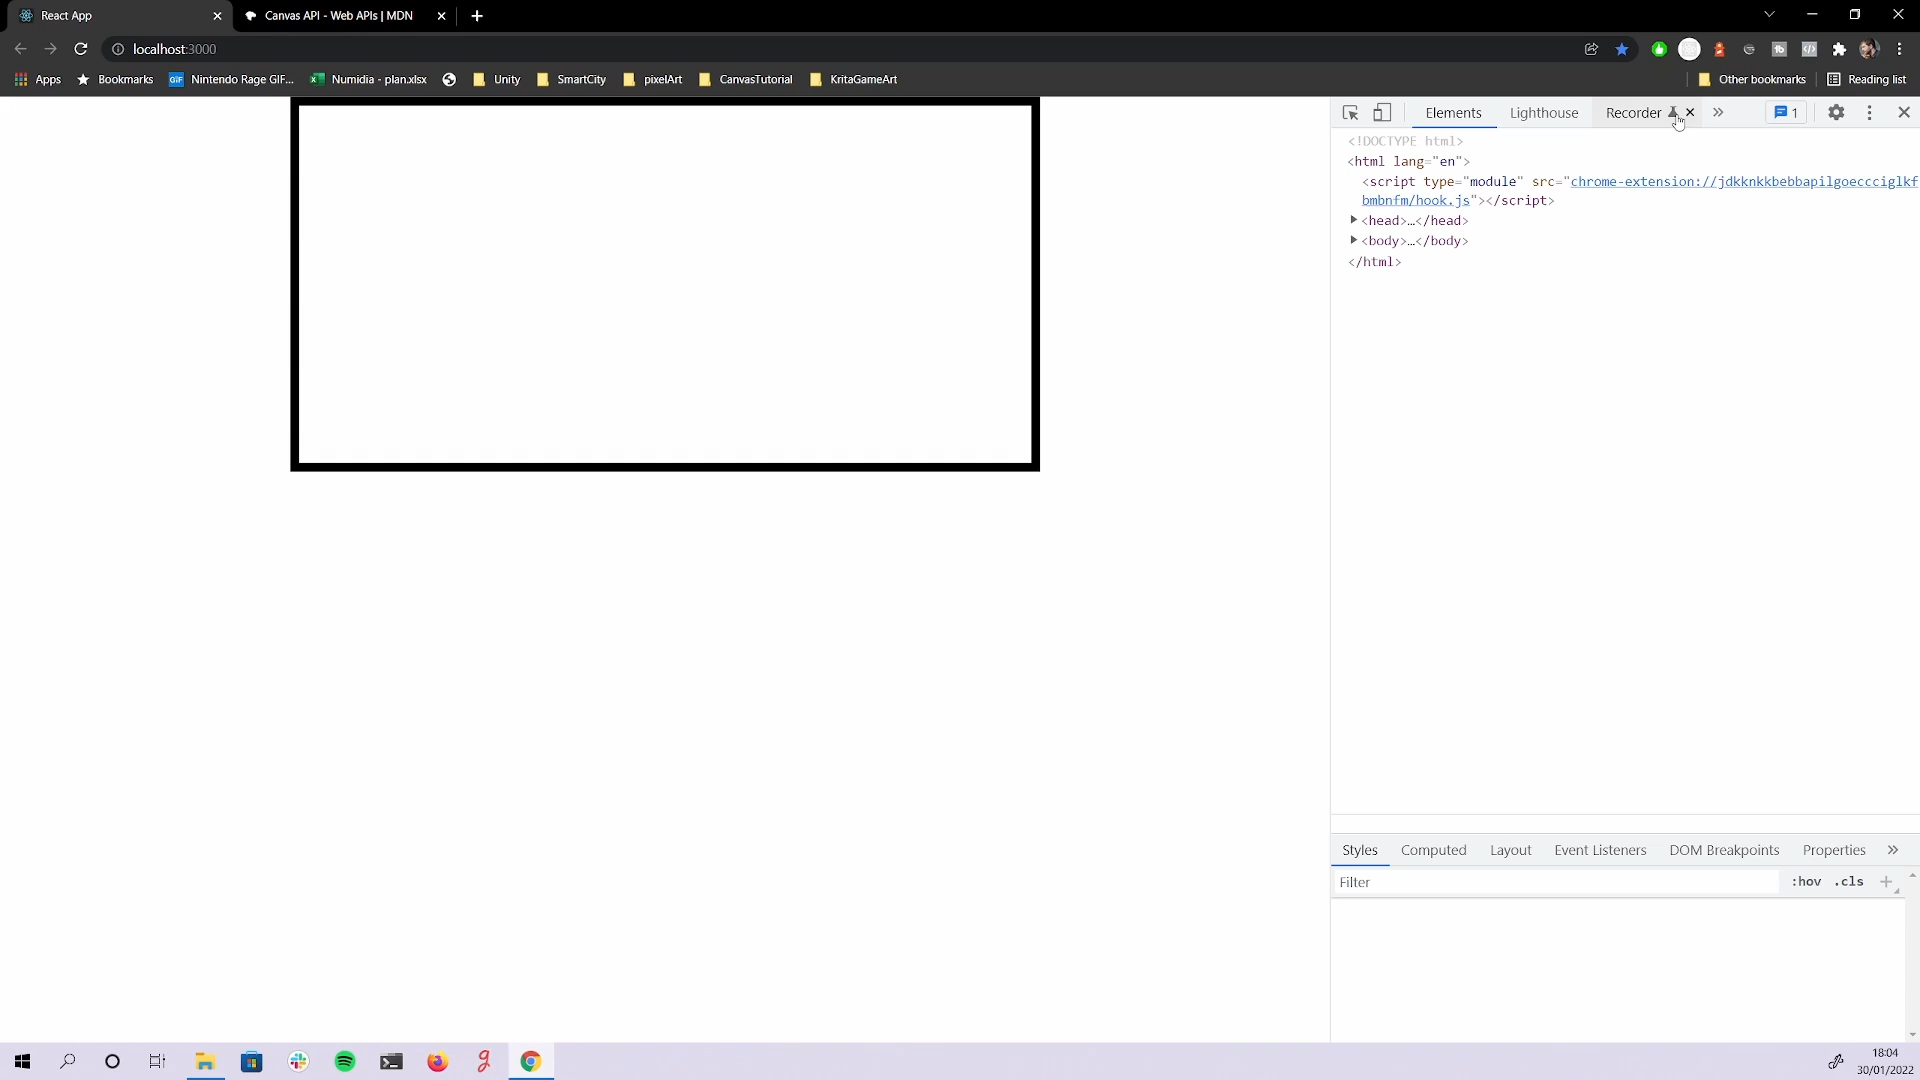 React App
Canvas API - Web APIs | MDN
localhost:3000
Apps
Bookmarks
GIF
Nintendo Rage GIF...
Numidia - plan.xlsx
Unity
SmartCity
pixelArt
CanvasTutorial
KritaGameArt
Other bookmarks
Reading list
Elements
Lighthouse
Recorder
1
<!DOCTYPE html>
<html lang="en">
<script type="module" src="chrome-extension://jdkknkkbebbapilgoeccciglkf
bmbnfm/hook.js"></script>
<head>…</head>
<body>…</body>
</html>
Styles
Computed
Layout
Event Listeners
DOM Breakpoints
Properties
Filter
:hov
.cls
18:04
30/01/2022